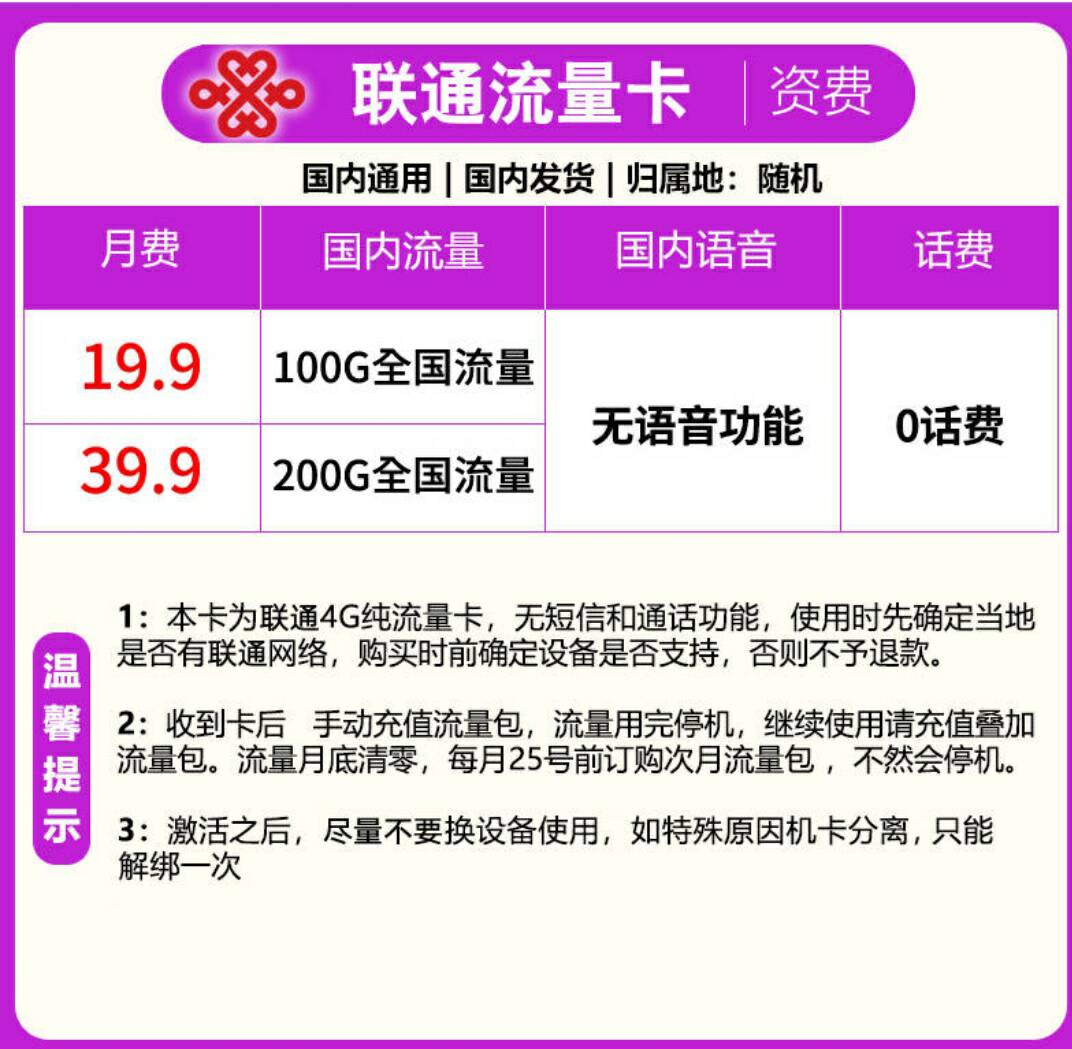 联通流量卡 资费
国内通用 | 国内发货 | 归属地：随机
月费 国内流量 国内语音 话费
19.9 100G全国流量
无语音功能 0话费
39.9 200G全国流量
温馨提示
1：本卡为联通4G纯流量卡，无短信和通话功能，使用时先确定当地
是否有联通网络，购买时前确定设备是否支持，否则不予退款。
2：收到卡后 手动充值流量包，流量用完停机，继续使用请充值叠加
流量包。流量月底清零，每月25号前订购次月流量包 ，不然会停机。
3：激活之后，尽量不要换设备使用，如特殊原因机卡分离, 只能
解绑一次